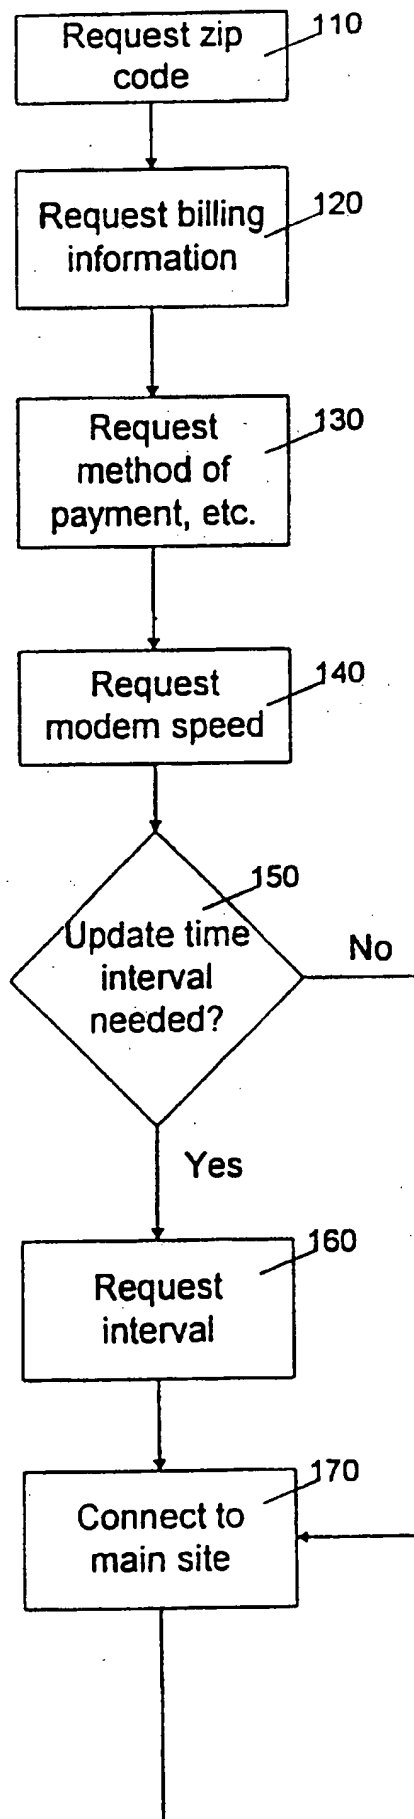 Request zip
code
110
Request billing
information
120
Request
method of
payment, etc.
130
Request
modem speed
140
150
Update time
interval
needed?
No
Yes
Request
interval
160
Connect to
main site
170